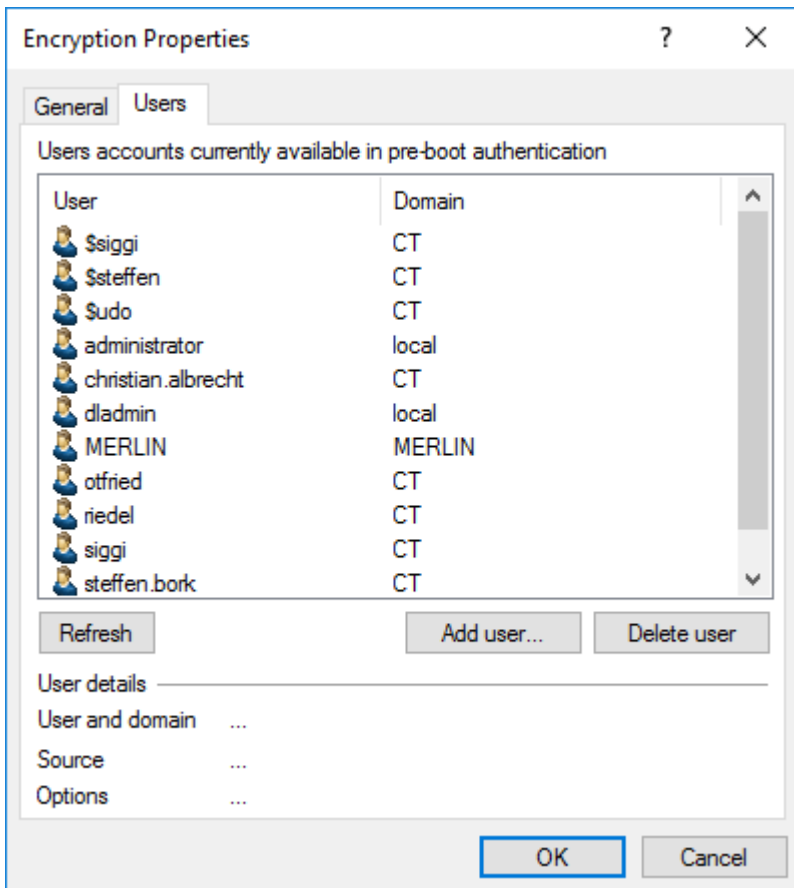 Encryption Properties ? ×
General Users
Users accounts currently available in pre-boot authentication
User Domain
$siggi CT
$steffen CT
$udo CT
administrator local
christian.albrecht CT
dladmin local
MERLIN MERLIN
otfried CT
riedel CT
siggi CT
steffen.bork CT
Refresh Add user... Delete user
User details
User and domain ...
Source ...
Options ...
OK Cancel